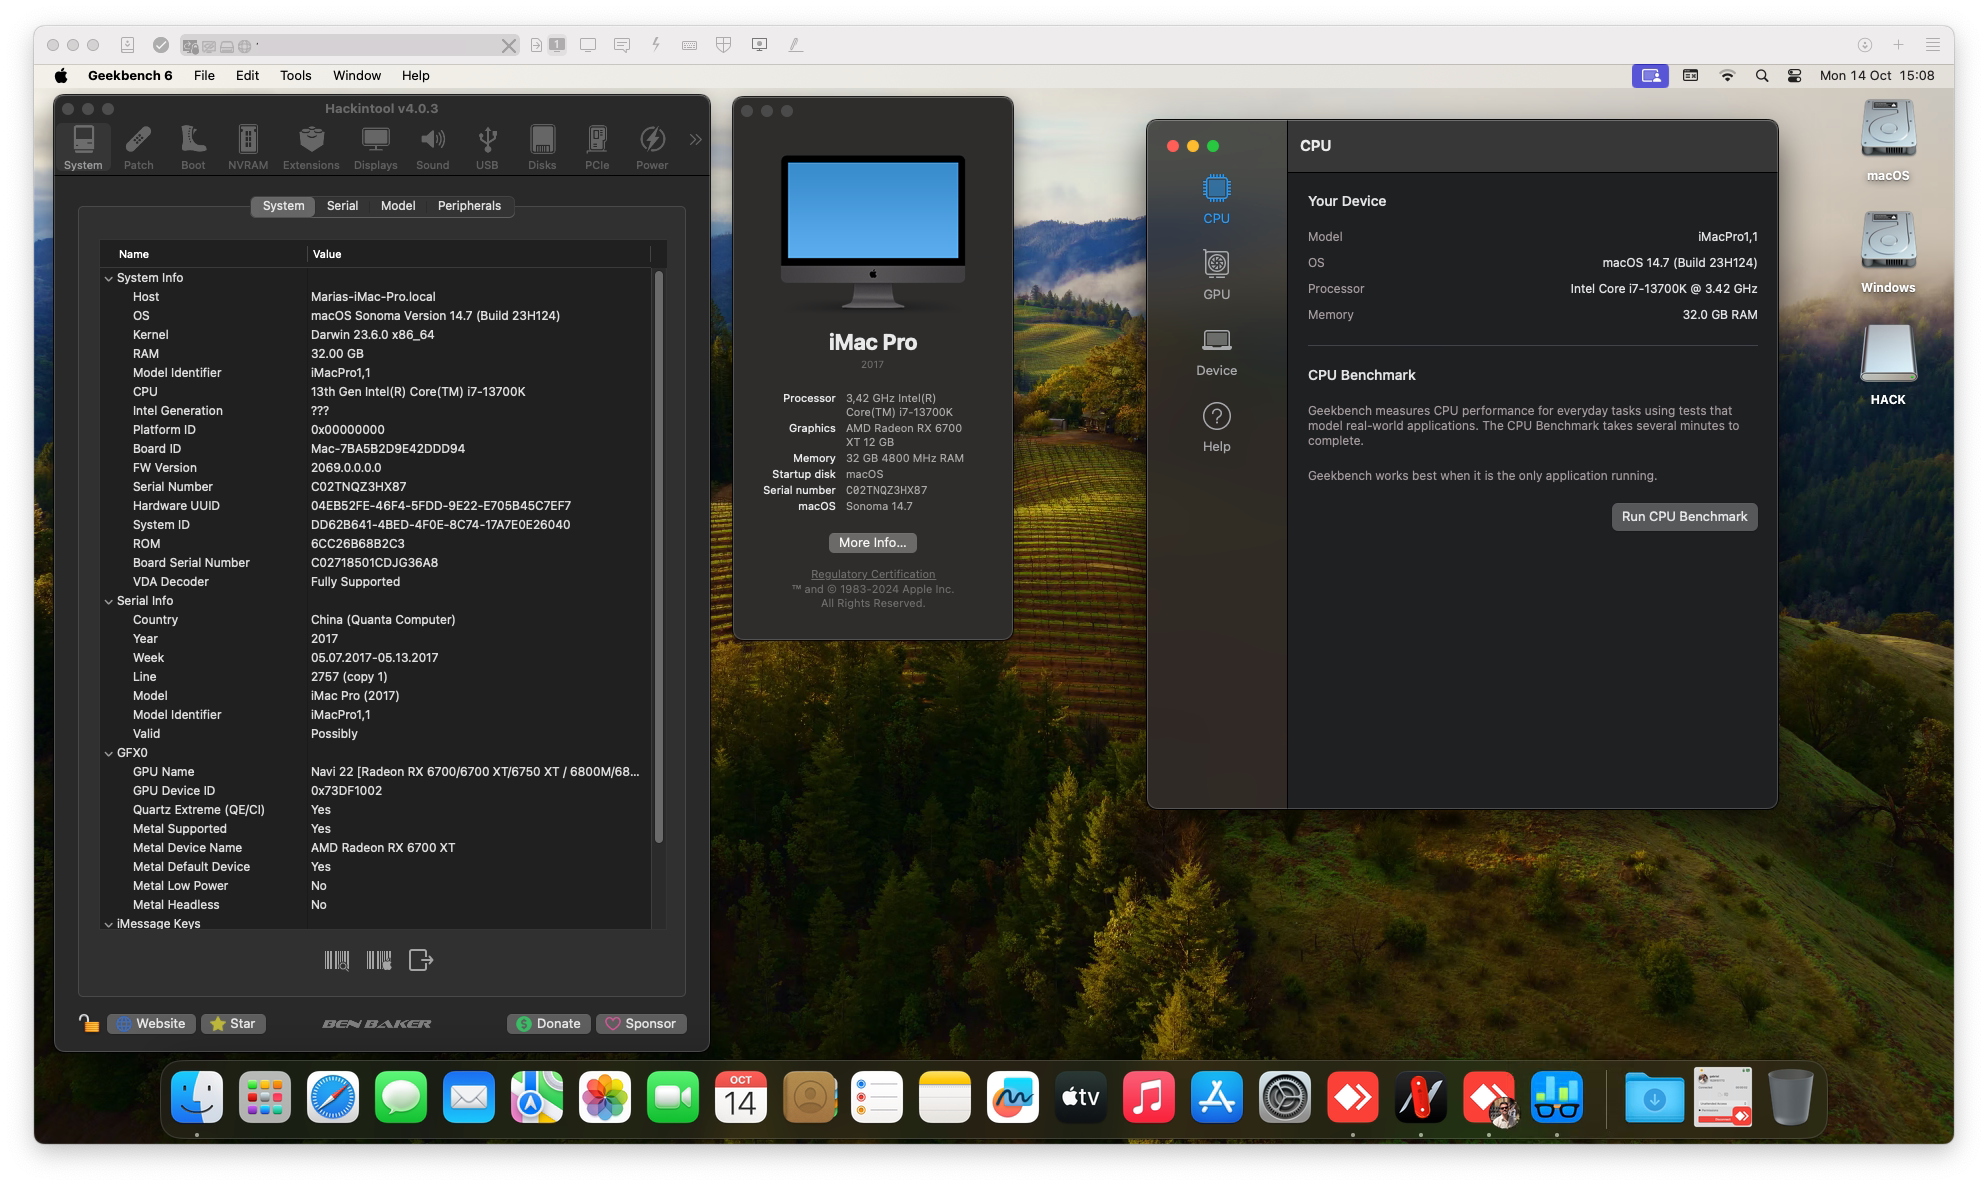 1
Geekbench 6 File Edit Tools Window Help
Mon 14 Oct 15:08
Hackintool v4.0.3
System Patch Boot NVRAM Extensions Displays Sound USB Disks PCIe Power
System Serial Model Peripherals
Name Value
System Info
Host Marias-iMac-Pro.local
OS macOS Sonoma Version 14.7 (Build 23H124)
Kernel Darwin 23.6.0 x86_64
RAM 32.00 GB
Model Identifier iMacPro1,1
CPU 13th Gen Intel(R) Core(TM) i7-13700K
Intel Generation ???
Platform ID 0x00000000
Board ID Mac-7BA5B2D9E42DDD94
FW Version 2069.0.0.0.0
Serial Number C02TNQZ3HX87
Hardware UUID 04EB52FE-46F4-5FDD-9E22-E705B45C7EF7
System ID DD62B641-4BED-4F0E-8C74-17A7E0E26040
ROM 6CC26B68B2C3
Board Serial Number C02718501CDJG36A8
VDA Decoder Fully Supported
Serial Info
Country China (Quanta Computer)
Year 2017
Week 05.07.2017-05.13.2017
Line 2757 (copy 1)
Model iMac Pro (2017)
Model Identifier iMacPro1,1
Valid Possibly
GFX0
GPU Name Navi 22 [Radeon RX 6700/6700 XT/6750 XT / 6800M/68...
GPU Device ID 0x73DF1002
Quartz Extreme (QE/CI) Yes
Metal Supported Yes
Metal Device Name AMD Radeon RX 6700 XT
Metal Default Device Yes
Metal Low Power No
Metal Headless No
iMessage Keys
Website Star BEN BAKER Donate Sponsor
iMac Pro
2017
Processor 3,42 GHz Intel(R)
Core(TM) i7-13700K
Graphics AMD Radeon RX 6700
XT 12 GB
Memory 32 GB 4800 MHz RAM
Startup disk macOS
Serial number C02TNQZ3HX87
macOS Sonoma 14.7
More Info...
Regulatory Certification
™ and © 1983-2024 Apple Inc.
All Rights Reserved.
CPU
GPU
Device
Help
CPU
Your Device
Model iMacPro1,1
OS macOS 14.7 (Build 23H124)
Processor Intel Core i7-13700K @ 3.42 GHz
Memory 32.0 GB RAM
CPU Benchmark
Geekbench measures CPU performance for everyday tasks using tests that
model real-world applications. The CPU Benchmark takes several minutes to
complete.
Geekbench works best when it is the only application running.
Run CPU Benchmark
macOS
Windows
HACK
OCT
14
tv